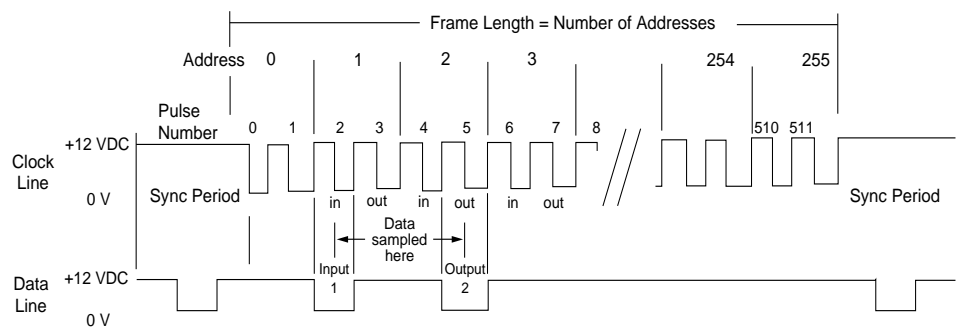 Frame Length = Number of Addresses
Address 0 1 2 3 254 255
Pulse
Number
0 1 2 3 4 5 6 7 8 510 511
+12 VDC
Clock
Line
0 V
Sync Period
in out in out in out
Sync Period
Data
sampled
here
Input
1
Output
2
+12 VDC
Data
Line
0 V